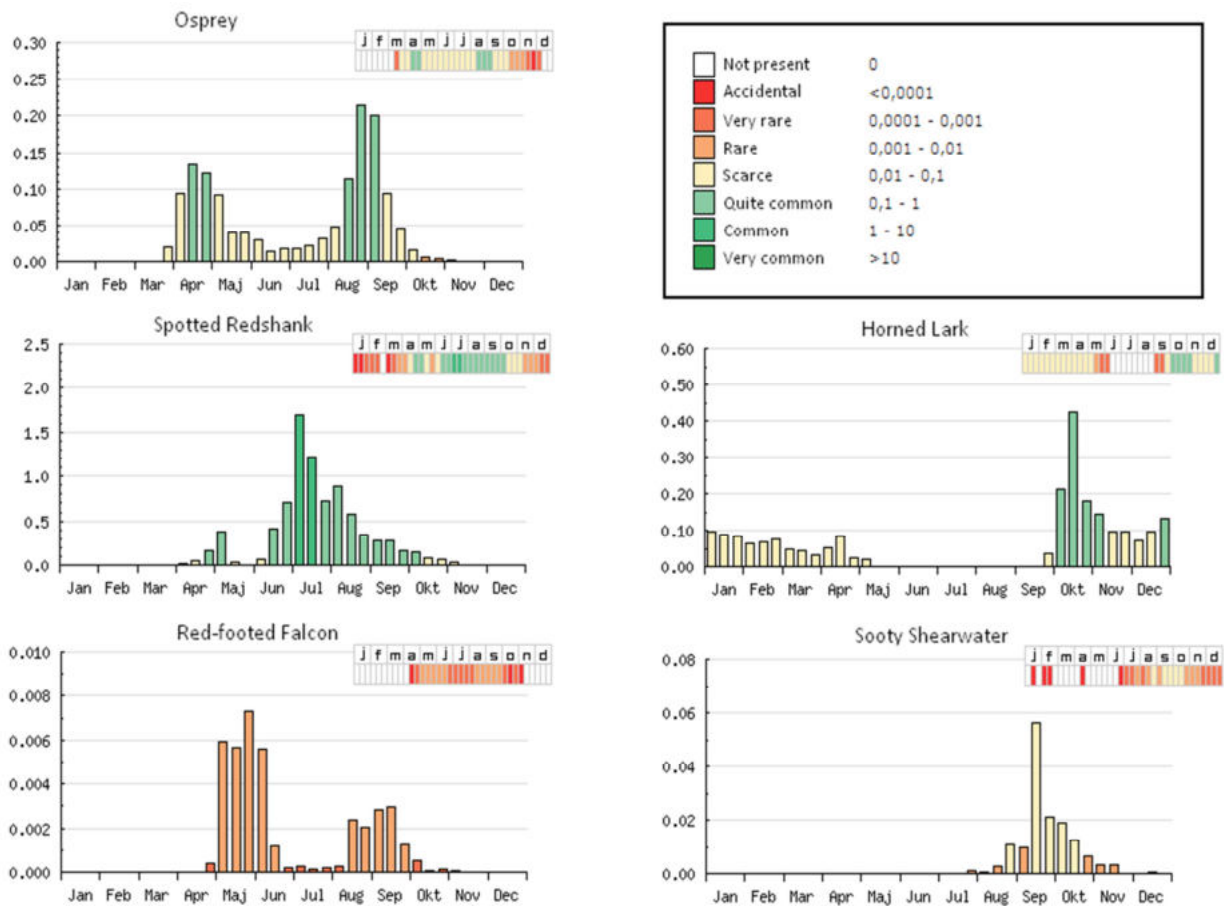 Osprey
j f m a m j j a s o n d
0.30
0.25
0.20
0.15
0.10
0.05
0.00
Jan Feb Mar Apr Maj Jun Jul Aug Sep Okt Nov Dec
Not present 0
Accidental <0,0001
Very rare 0,0001 - 0,001
Rare 0,001 - 0,01
Scarce 0,01 - 0,1
Quite common 0,1 - 1
Common 1 - 10
Very common >10
Spotted Redshank
j f m a m j j a s o n d
2.5
2.0
1.5
1.0
0.5
0.0
Jan Feb Mar Apr Maj Jun Jul Aug Sep Okt Nov Dec
Horned Lark
j f m a m j j a s o n d
0.60
0.50
0.40
0.30
0.20
0.10
0.00
Jan Feb Mar Apr Maj Jun Jul Aug Sep Okt Nov Dec
Red-footed Falcon
j f m a m j j a s o n d
0.010
0.008
0.006
0.004
0.002
0.000
Jan Feb Mar Apr Maj Jun Jul Aug Sep Okt Nov Dec
Sooty Shearwater
j f m a m j j a s o n d
0.08
0.06
0.04
0.02
0.00
Jan Feb Mar Apr Maj Jun Jul Aug Sep Okt Nov Dec